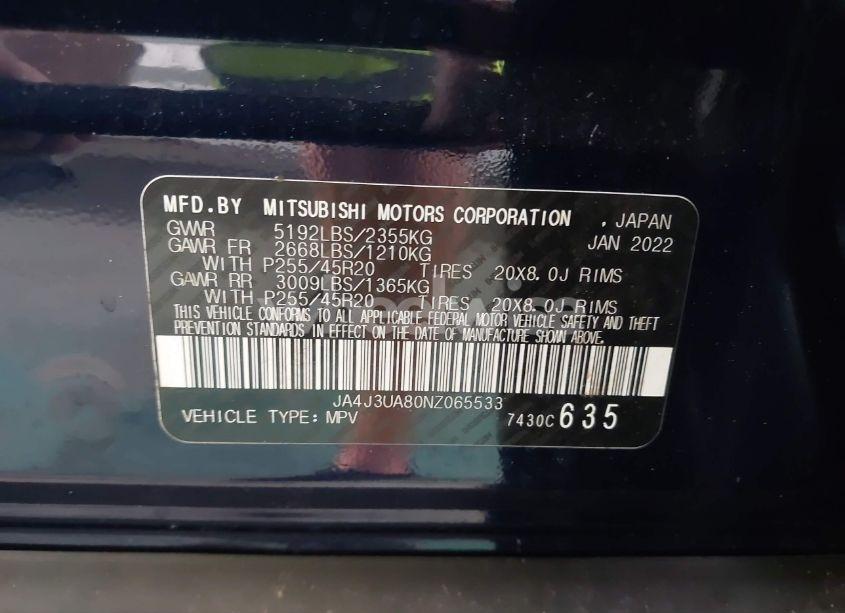 MFD.BY MITSUBISHI MOTORS CORPORATION , JAPAN
GVWR 5192LBS/2355KG JAN 2022
GAWR FR 2668LBS/1210KG
WITH P255/45R20 TIRES 20X8.0J RIMS
GAWR RR 3009LBS/1365KG
WITH P255/45R20 TIRES 20X8.0J RIMS
THIS VEHICLE CONFORMS TO ALL APPLICABLE FEDERAL MOTOR VEHICLE SAFETY AND THEFT
PREVENTION STANDARDS IN EFFECT ON THE DATE OF MANUFACTURE SHOWN ABOVE.
JA4J3UA80NZ065533
VEHICLE TYPE: MPV 7430C 635